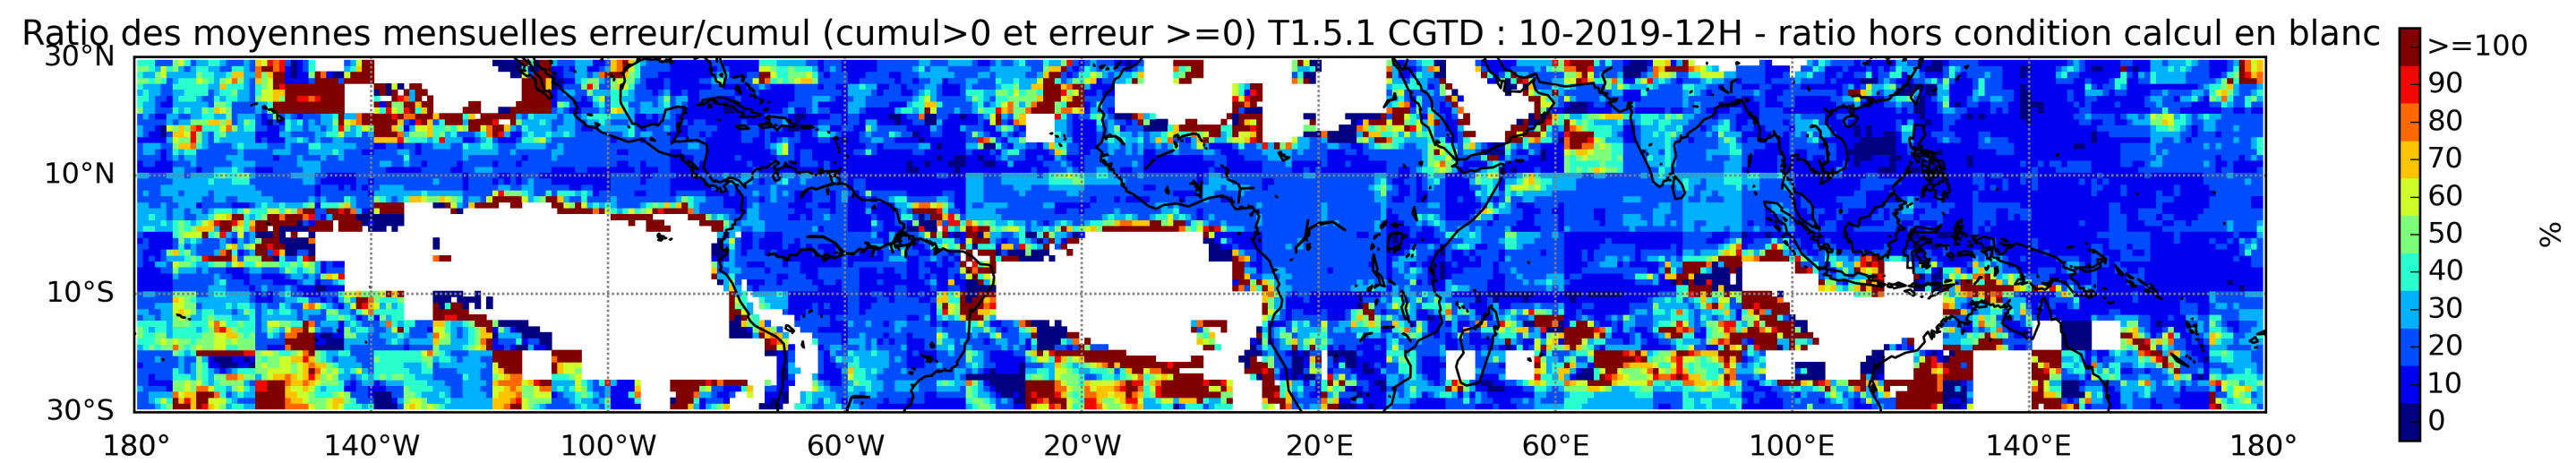 Ratio des moyennes mensuelles erreur/cumul (cumul>0 et erreur >=0) T1.5.1 CGTD : 10-2019-12H - ratio hors condition calcul en blanc
30°N
10°N
10°S
30°S
180° 140°W 100°W 60°W 20°W 20°E 60°E 100°E 140°E 180°
>=100
90
80
70
60
50
40
30
20
10
0
%